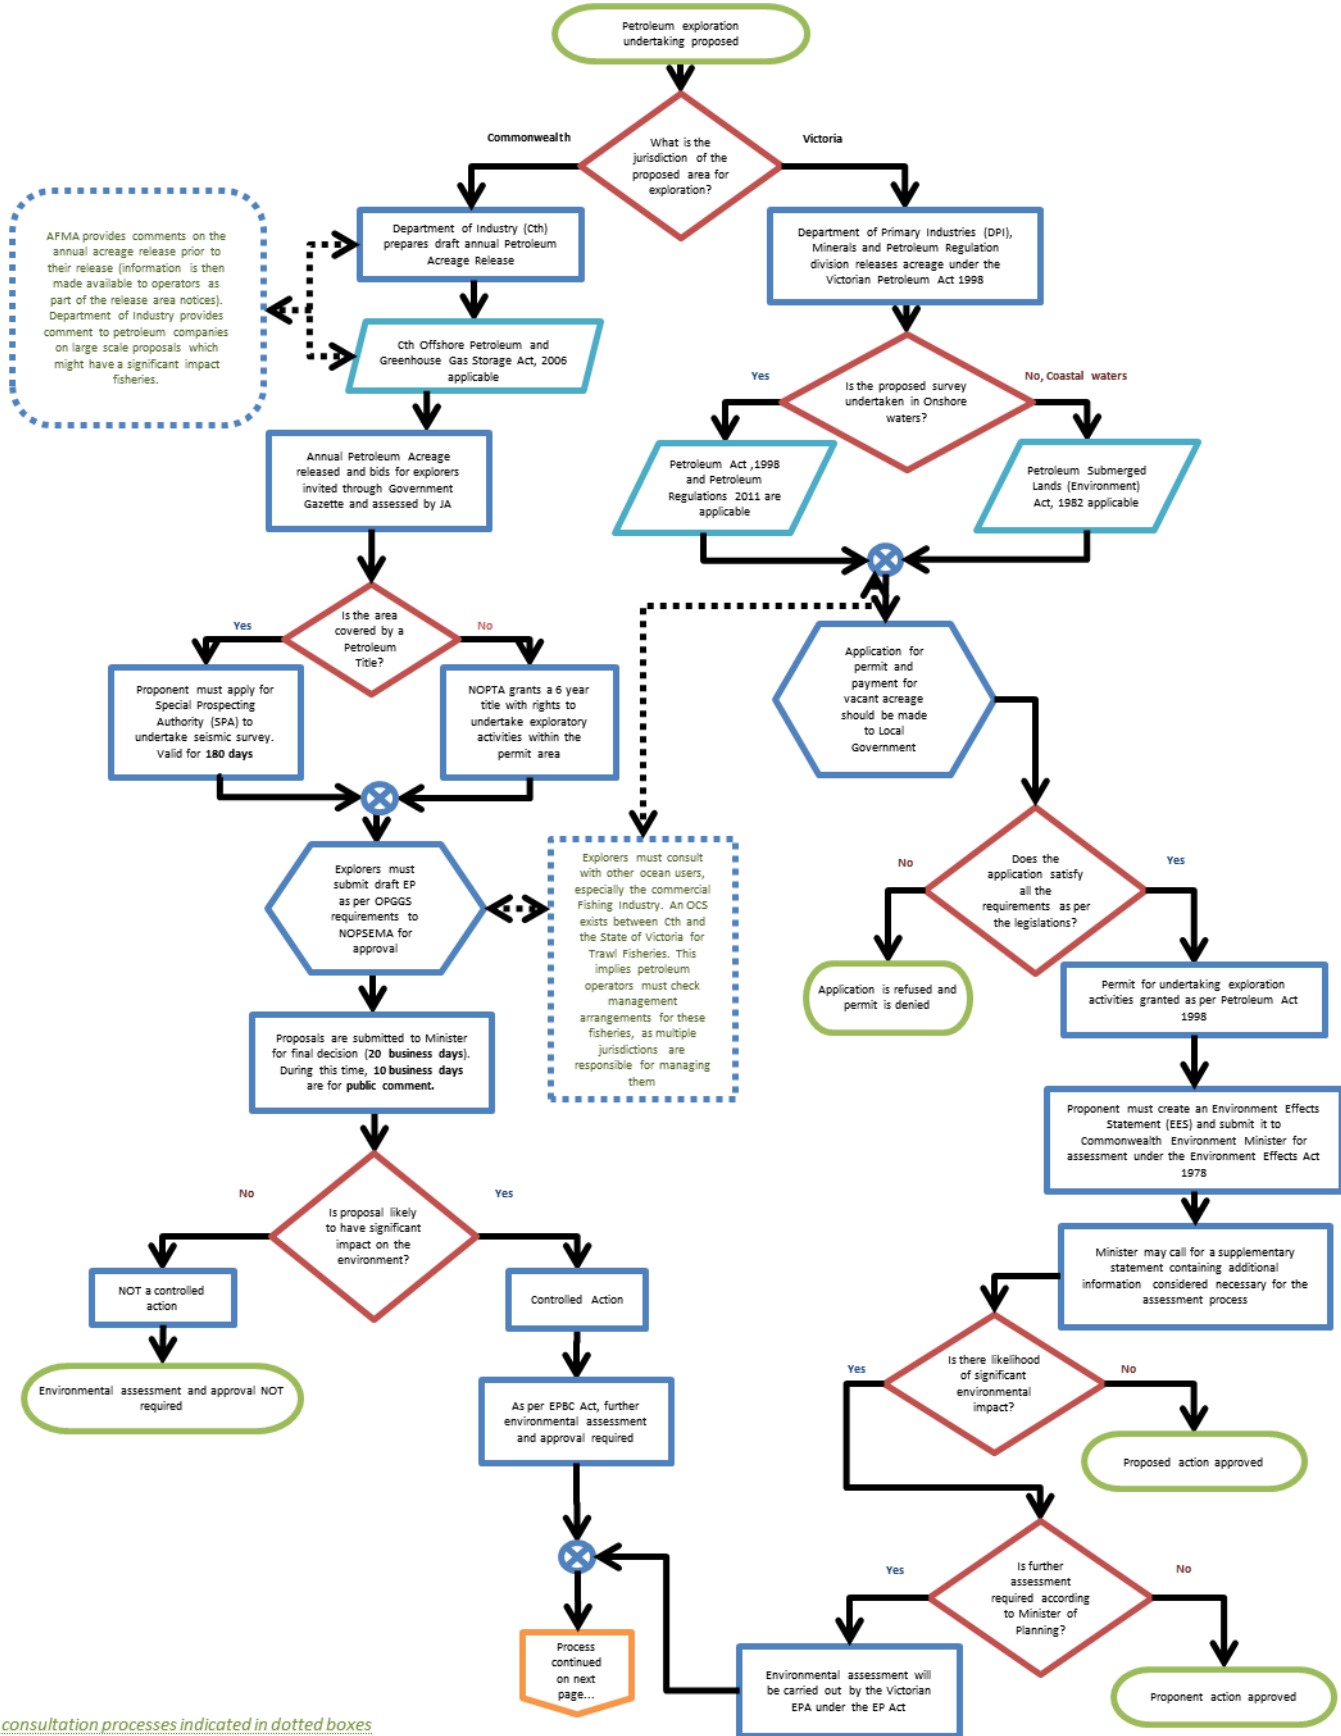 Petroleum exploration
undertaking proposed
What is the
jurisdiction of the
proposed area for
exploration?
Commonwealth
Victoria
AFMA provides comments on the
annual acreage release prior to
their release (information is then
made available to operators as
part of the release area notices).
Department of Industry provides
comment to petroleum companies
on large scale proposals which
might have a significant impact
fisheries.
Department of Industry (Cth)
prepares draft annual Petroleum
Acreage Release
Department of Primary Industries (DPI),
Minerals and Petroleum Regulation
division releases acreage under the
Victorian Petroleum Act 1998
Cth Offshore Petroleum and
Greenhouse Gas Storage Act, 2006
applicable
Yes
Is the proposed survey
undertaken in Onshore
waters?
No, Coastal waters
Annual Petroleum Acreage
released and bids for explorers
invited through Government
Gazette and assessed by JA
Petroleum Act ,1998
and Petroleum
Regulations 2011 are
applicable
Petroleum Submerged
Lands (Environment)
Act, 1982 applicable
Yes
Is the area
covered by a
Petroleum
Title?
No
Proponent must apply for
Special Prospecting
Authority (SPA) to
undertake seismic survey.
Valid for 180 days
NOPTA grants a 6 year
title with rights to
undertake exploratory
activities within the
permit area
Application for
permit and
payment for
vacant acreage
should be made
to Local
Government
Explorers must
submit draft EP
as per OPGGS
requirements to
NOPSEMA for
approval
Explorers must consult
with other ocean users,
especially the commercial
Fishing Industry. An OCS
exists between Cth and
the State of Victoria for
Trawl Fisheries. This
implies petroleum
operators must check
management
arrangements for these
fisheries, as multiple
jurisdictions are
responsible for managing
them
No
Does the
application satisfy
all the
requirements as per
the legislations?
Yes
Application is refused and
permit is denied
Permit for undertaking exploration
activities granted as per Petroleum Act
1998
Proposals are submitted to Minister
for final decision (20 business days).
During this time, 10 business days
are for public comment.
Proponent must create an Environment Effects
Statement (EES) and submit it to
Commonwealth Environment Minister for
assessment under the Environment Effects Act
1978
No
Is proposal likely
to have significant
impact on the
environment?
Yes
Minister may call for a supplementary
statement containing additional
information considered necessary for the
assessment process
NOT a controlled
action
Controlled Action
Environmental assessment and approval NOT
required
As per EPBC Act, further
environmental assessment
and approval required
Yes
Is there likelihood
of significant
environmental
impact?
No
Proposed action approved
Yes
Is further
assessment
required according
to Minister of
Planning?
No
Process
continued
on next
page...
Environmental assessment will
be carried out by the Victorian
EPA under the EP Act
Proponent action approved
consultation processes indicated in dotted boxes